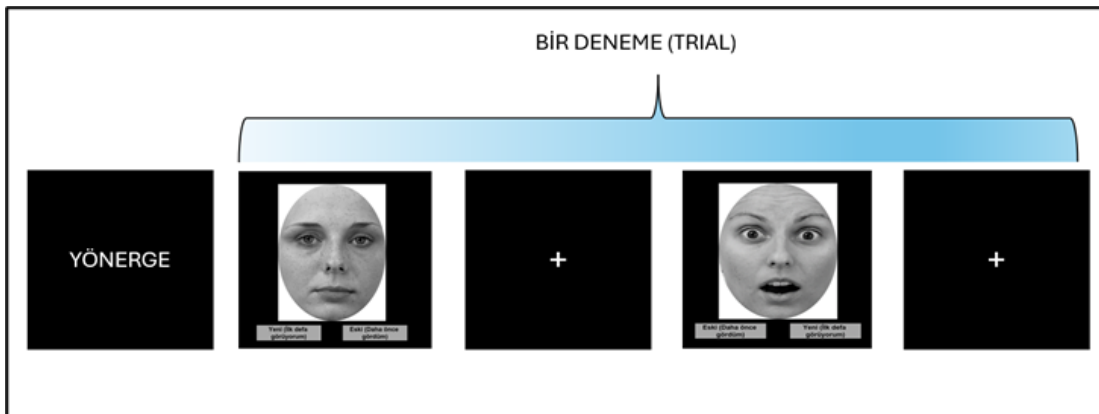 BİR DENEME (TRIAL)
YÖNERGE
Yeni (İlk defa
görüyorum)
Eski (Daha önce
gördüm)
+
Eski (Daha önce
gördüm)
Yeni (İlk defa
görüyorum)
+